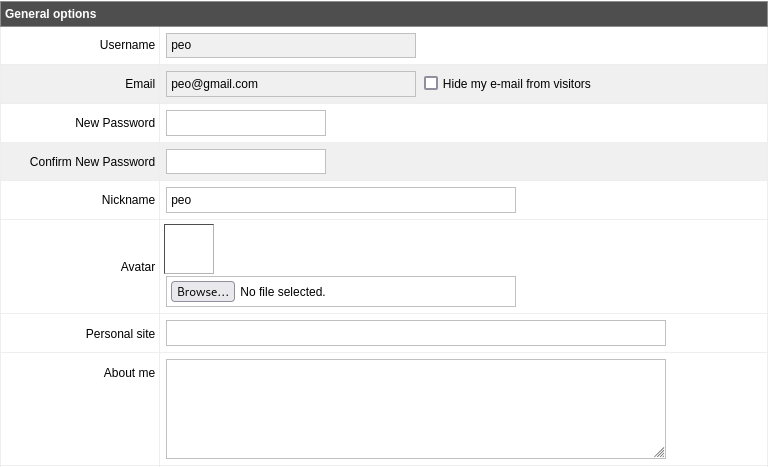 General options
Username peo
Email peo@gmail.com Hide my e-mail from visitors
New Password
Confirm New Password
Nickname peo
Avatar
Browse... No file selected.
Personal site
About me